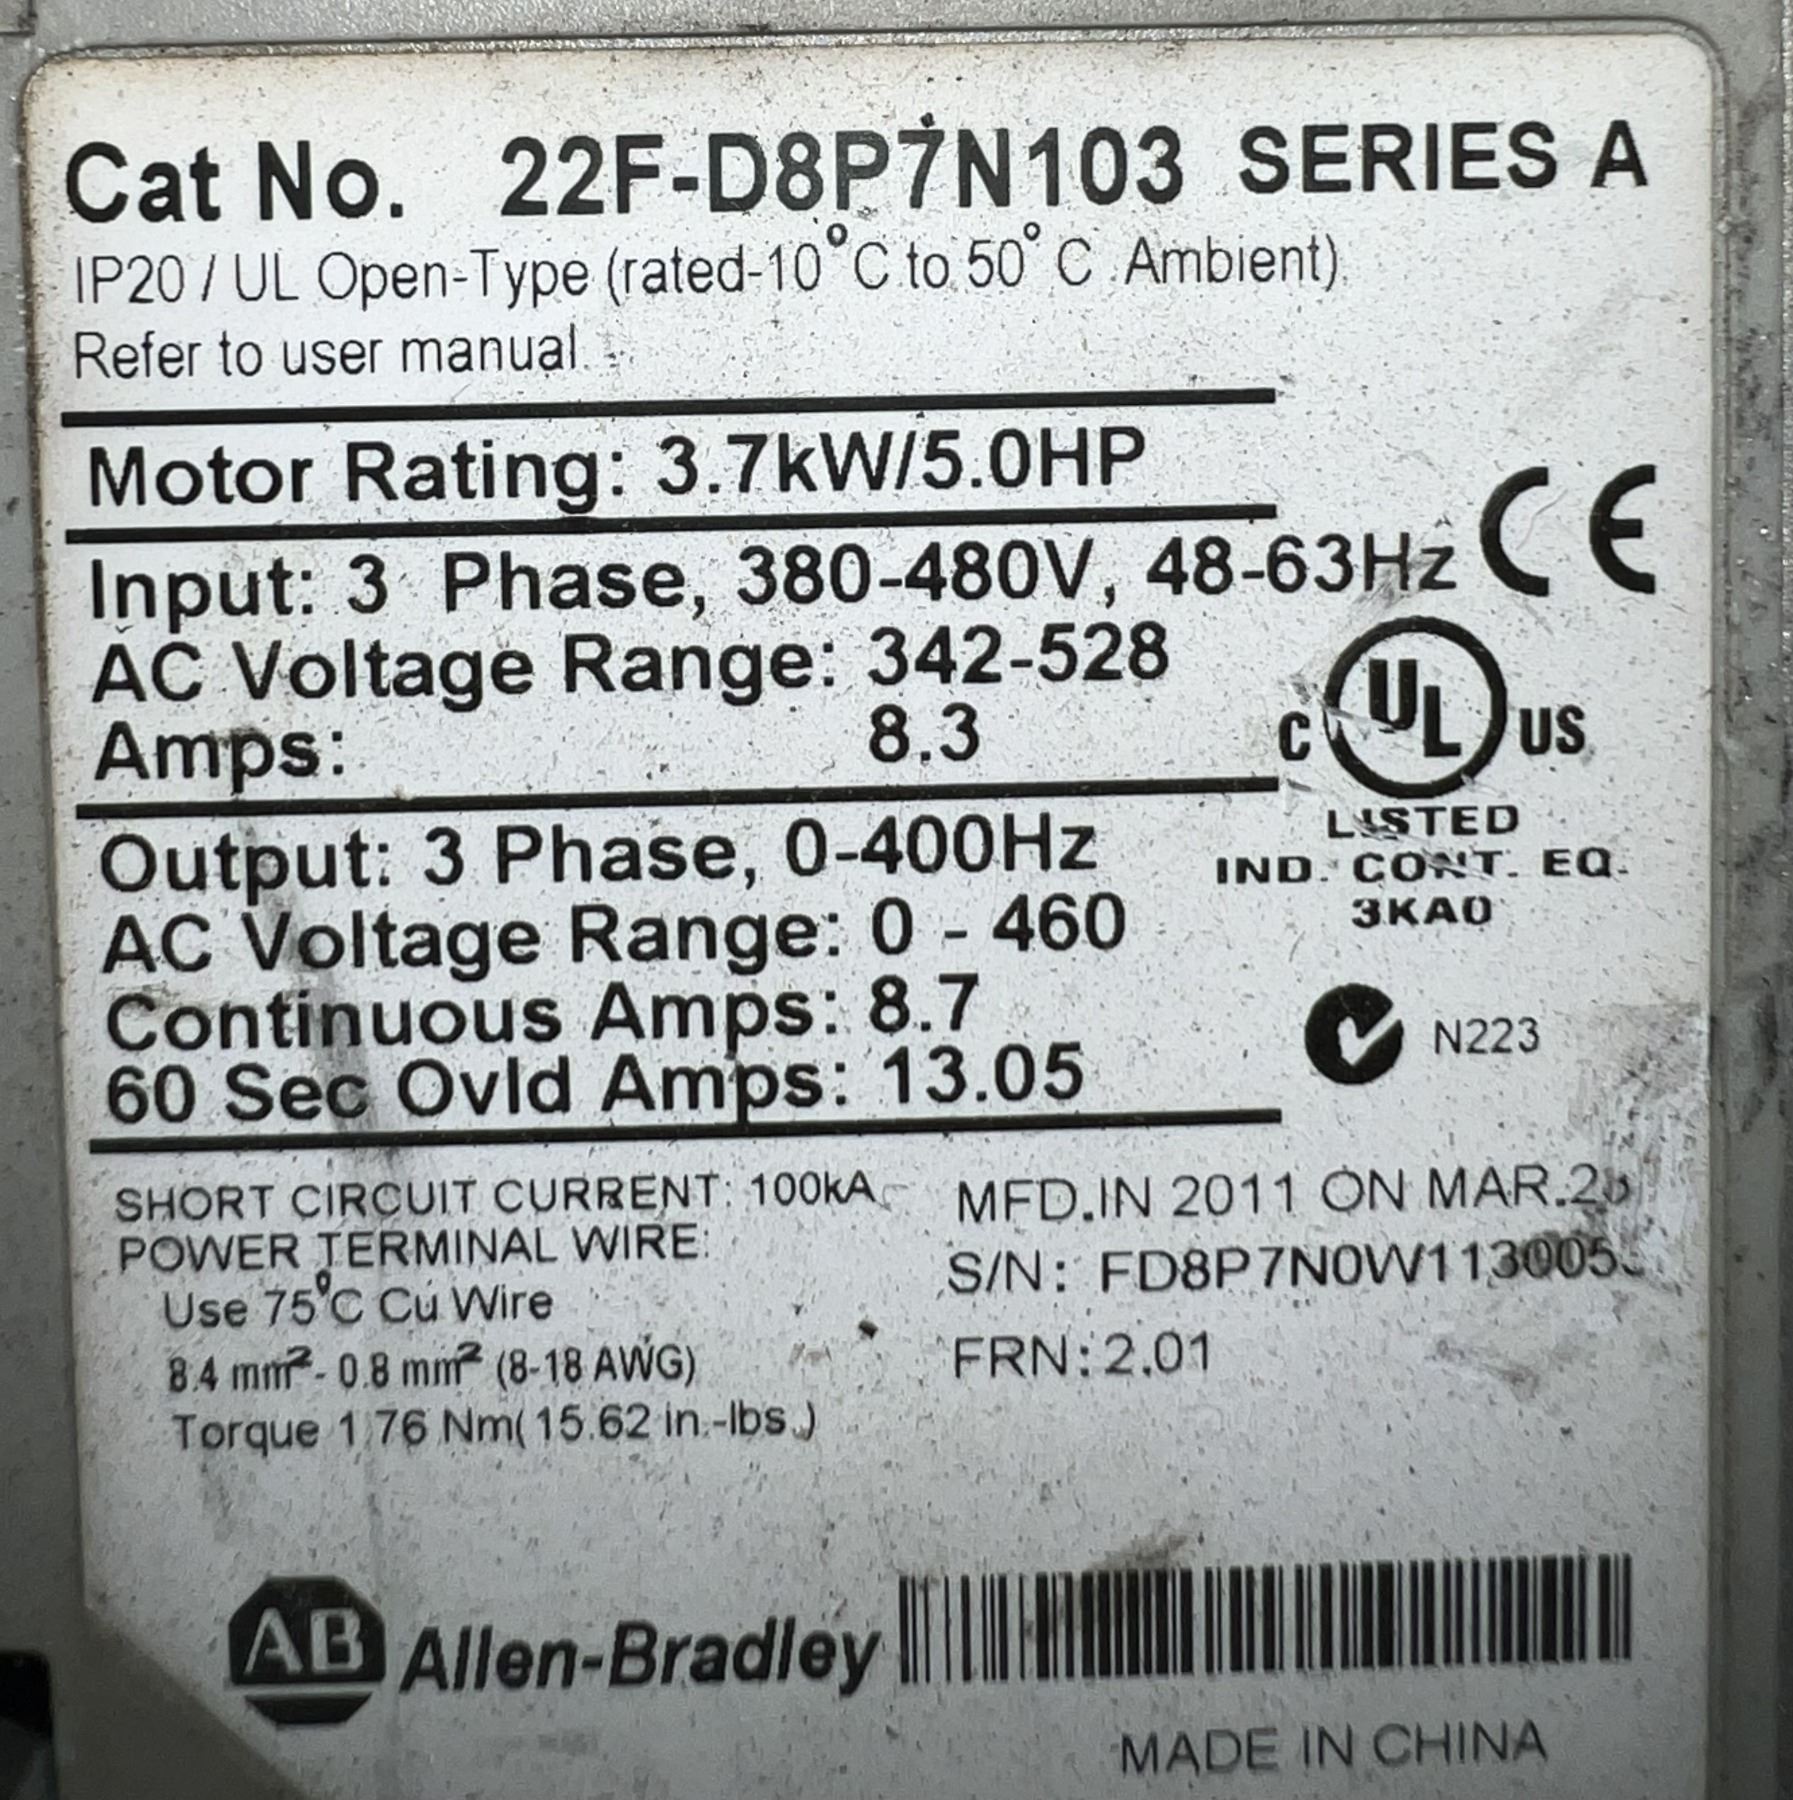 Cat No. 22F-D8P7N103 SERIES A
IP20 / UL Open-Type (rated-10°C to 50°C Ambient).
Refer to user manual.
Motor Rating: 3.7kW/5.0HP
Input: 3 Phase, 380-480V, 48-63Hz
CE
AC Voltage Range: 342-528
Amps: 8.3
C UL US
LISTED
IND. CONT. EQ.
3KA0
Output: 3 Phase, 0-400Hz
AC Voltage Range: 0 - 460
Continuous Amps: 8.7
60 Sec Ovld Amps: 13.05
N223
SHORT CIRCUIT CURRENT: 100kA
POWER TERMINAL WIRE:
Use 75°C Cu Wire
8.4 mm²- 0.8 mm² (8-18 AWG)
Torque 1.76 Nm(15.62 in.-lbs.)
MFD.IN 2011 ON
S/N:
FRN:2.01
AB Allen-Bradley
MADE IN CHINA